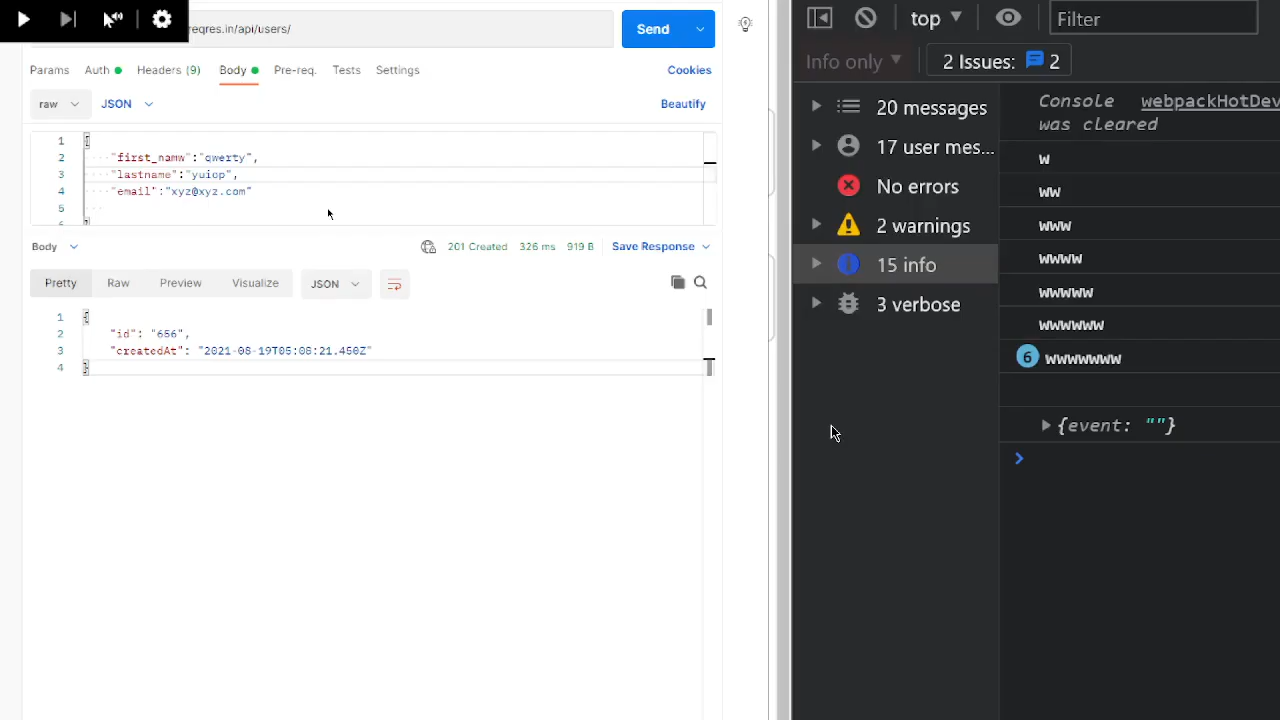 reqres.in/api/users/
Send
Params Auth Headers (9) Body Pre-req. Tests Settings Cookies
raw JSON Beautify
1 {
2 "first_namw":"qwerty",
3 "lastname":"yuiop",
4 "email":"xyz@xyz.com"
5
6 }
Body 201 Created 326 ms 919 B Save Response
Pretty Raw Preview Visualize JSON
1 {
2 "id": "656",
3 "createdAt": "2021-08-19T05:08:21.450Z"
4 }
top Filter
Info only 2 Issues: 2
20 messages
17 user mes...
No errors
2 warnings
15 info
3 verbose
Console webpackHotDev
was cleared
w
ww
www
wwww
wwwww
wwwwww
6 wwwwwww
{event: ""}